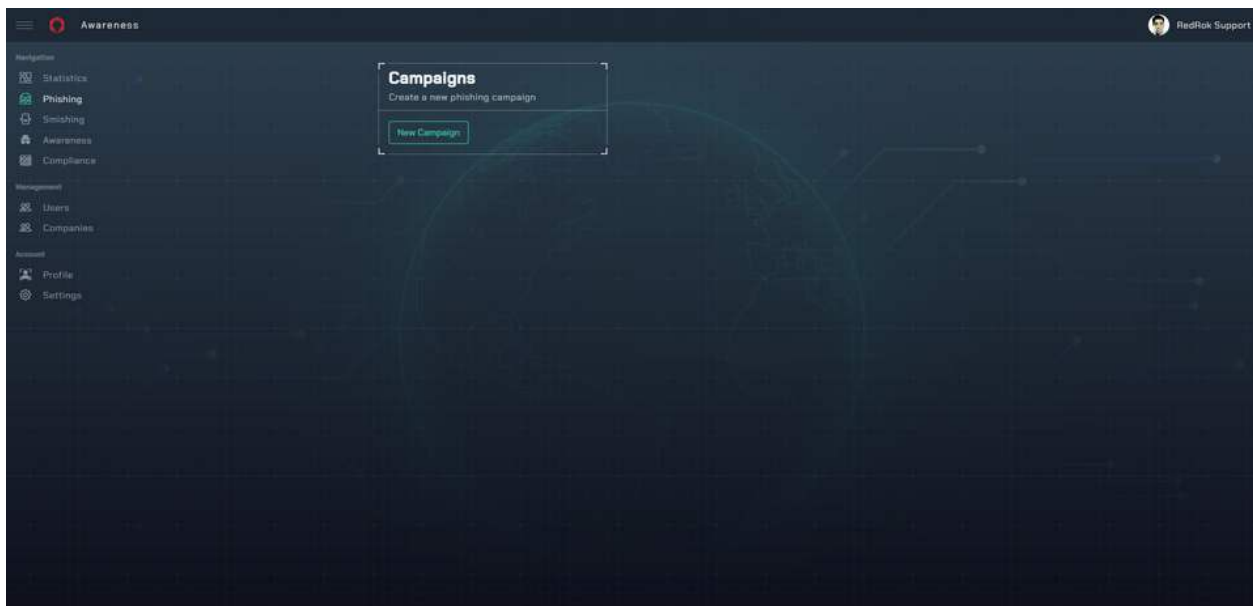 Awareness
RedRok Support
Navigation
Statistics
Phishing
Smishing
Awareness
Compliance
Management
Users
Companies
Account
Profile
Settings
Campaigns
Create a new phishing campaign
New Campaign